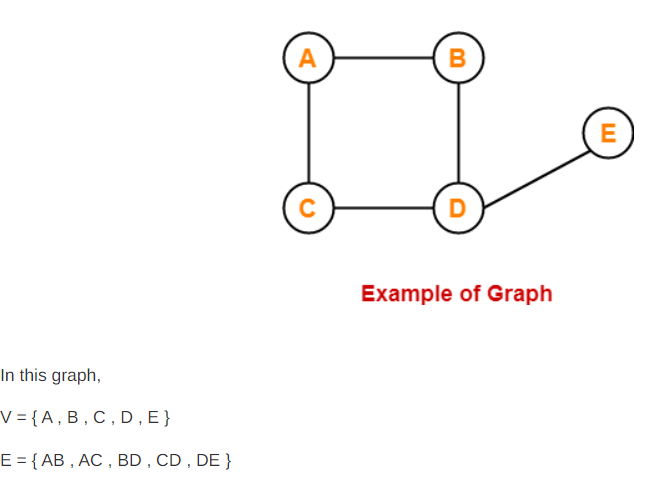 A B
E
C D
Example of Graph
In this graph,
V = { A , B , C , D , E }
E = { AB , AC , BD , CD , DE }